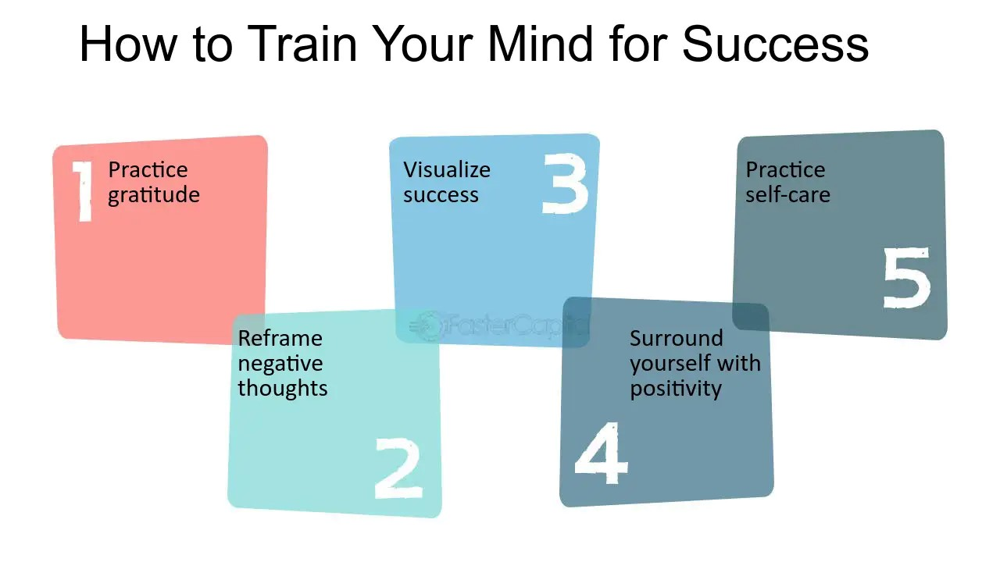 How to Train Your Mind for Success
1
Practice
gratitude
Reframe
negative
thoughts
2
Visualize
success
3
FasterCapital
Surround
yourself with
positivity
4
Practice
self-care
5